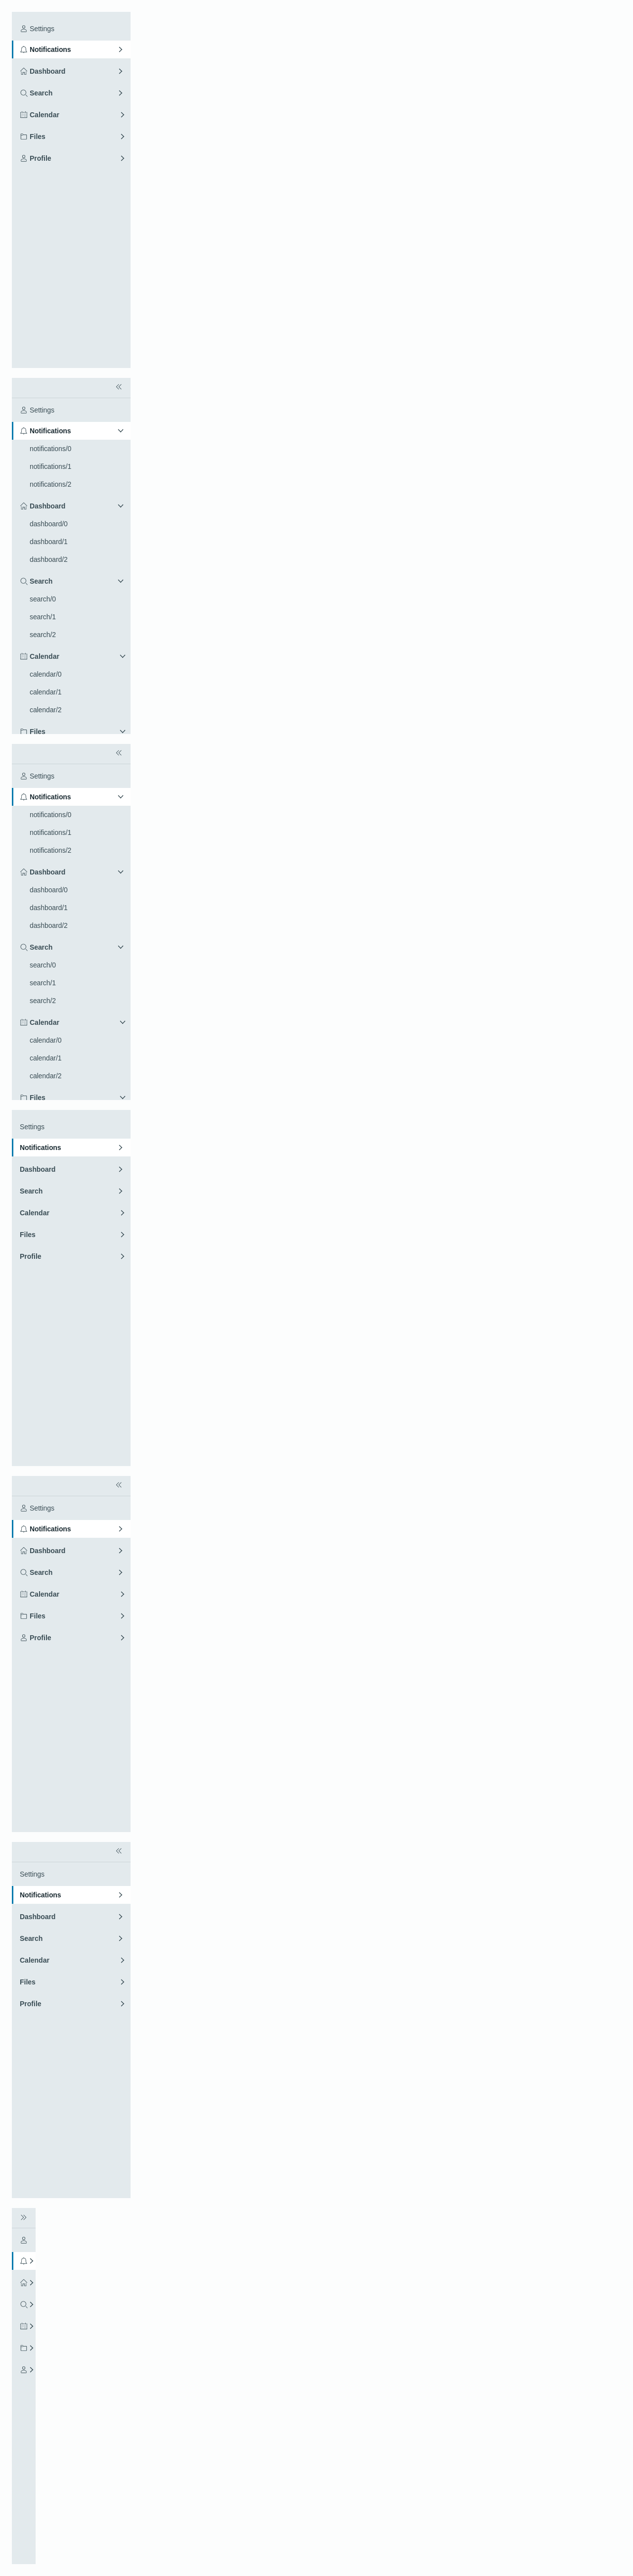 Settings
Notifications
Dashboard
Search
Calendar
Files
Profile
Settings
Notifications
notifications/0
notifications/1
notifications/2
Dashboard
dashboard/0
dashboard/1
dashboard/2
Search
search/0
search/1
search/2
Calendar
calendar/0
calendar/1
calendar/2
Files
Settings
Notifications
notifications/0
notifications/1
notifications/2
Dashboard
dashboard/0
dashboard/1
dashboard/2
Search
search/0
search/1
search/2
Calendar
calendar/0
calendar/1
calendar/2
Files
Settings
Notifications
Dashboard
Search
Calendar
Files
Profile
Settings
Notifications
Dashboard
Search
Calendar
Files
Profile
Settings
Notifications
Dashboard
Search
Calendar
Files
Profile